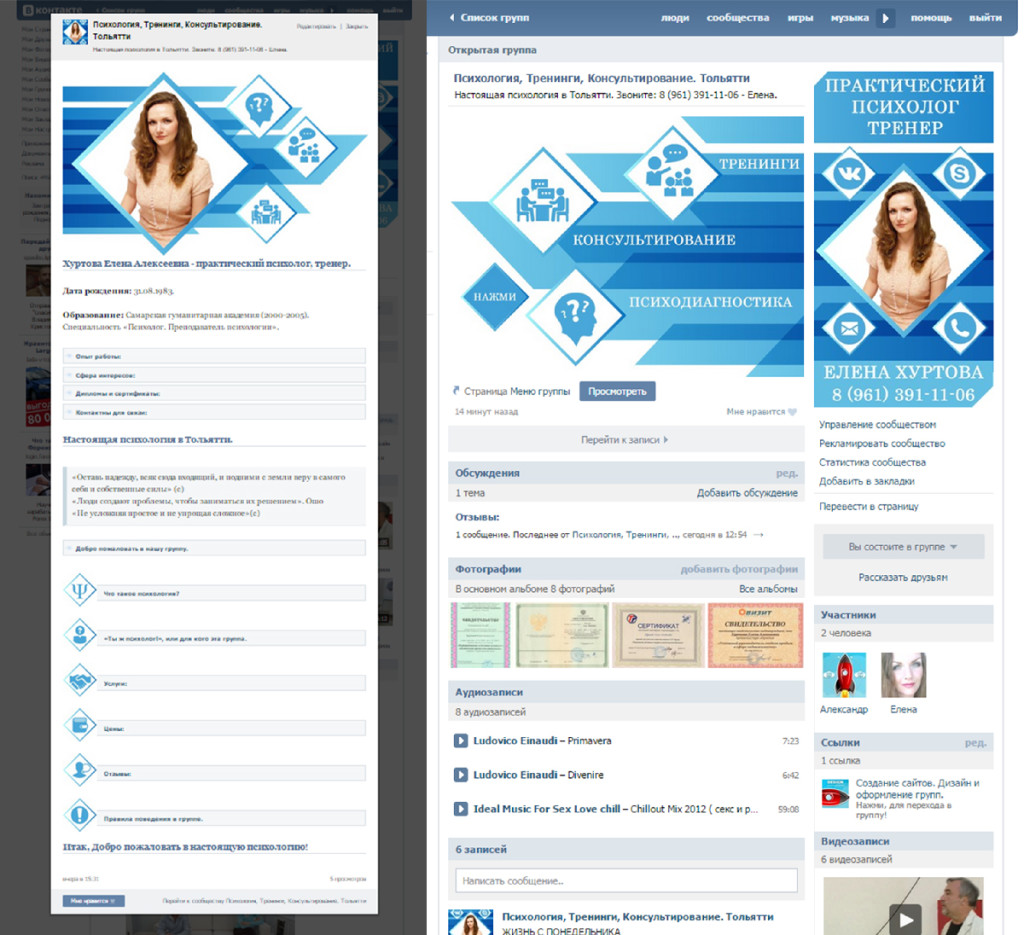 вконтакте
Список групп
люди
сообщества
игры
музыка
помощь
выйти
Психология, Тренинги, Консультирование.
Тольятти
Редактировать | Закрыть
Настоящая психология в Тольятти. Звоните: 8 (961) 391-11-06 - Елена.
Хуртова Елена Алексеевна - практический психолог, тренер.
Дата рождения: 31.08.1983.
Образование: Самарская гуманитарная академия (2000-2005).
Специальность «Психолог. Преподаватель психологии».
Опыт работы:
Сфера интересов:
Дипломы и сертификаты:
Контакты для связи:
Настоящая психология в Тольятти.
«Оставь надежду, всяк сюда входящий, и подними с земли веру в самого
себя и собственные силы» (с)
«Люди создают проблемы, чтобы заниматься их решением». Ошо
«Не усложняя простое и не упрощая сложное»(с)
Добро пожаловать в нашу группу.
Что такое психология?
«Ты ж психолог!», или для кого эта группа.
Услуги:
Цены:
Отзывы:
Правила поведения в группе.
Итак, Добро пожаловать в настоящую психологию!
вчера в 15:31
5 просмотров
Мне нравится
Перейти к сообществу Психология, Тренинги, Консультирование, Тольятти
Список групп
люди
сообщества
игры
музыка
помощь
выйти
Открытая группа
Психология, Тренинги, Консультирование. Тольятти
Настоящая психология в Тольятти. Звоните: 8 (961) 391-11-06 - Елена.
ТРЕНИНГИ
КОНСУЛЬТИРОВАНИЕ
НАЖМИ
ПСИХОДИАГНОСТИКА
Страница Меню группы
Просмотреть
14 минут назад
Мне нравится
Перейти к записи
Обсуждения
ред.
1 тема
Добавить обсуждение
Отзывы:
1 сообщение. Последнее от Психология, Тренинги, ..., сегодня в 12:54 →
Фотографии
добавить фотографии
В основном альбоме 8 фотографий
Все альбомы
СЕРТИФИКАТ
ВИЗИТ
СВИДЕТЕЛЬСТВО
Аудиозаписи
8 аудиозаписей
Ludovico Einaudi – Primavera
7:23
Ludovico Einaudi – Divenire
6:42
Ideal Music For Sex Love chill – Chillout Mix 2012 ( секс и р...
59:08
6 записей
Написать сообщение..
Психология, Тренинги, Консультирование. Тольятти
ЖИЗНЬ С ПОНЕДЕЛЬНИКА
ПРАКТИЧЕСКИЙ
ПСИХОЛОГ
ТРЕНЕР
ЕЛЕНА ХУРТОВА
8 (961) 391-11-06
Управление сообществом
Рекламировать сообщество
Статистика сообщества
Добавить в закладки
Перевести в страницу
Вы состоите в группе
Рассказать друзьям
Участники
2 человека
Александр
Елена
Ссылки
ред.
1 ссылка
Создание сайтов. Дизайн и
оформление групп.
Нажми, для перехода в
группу!
Видеозаписи
6 видеозаписей